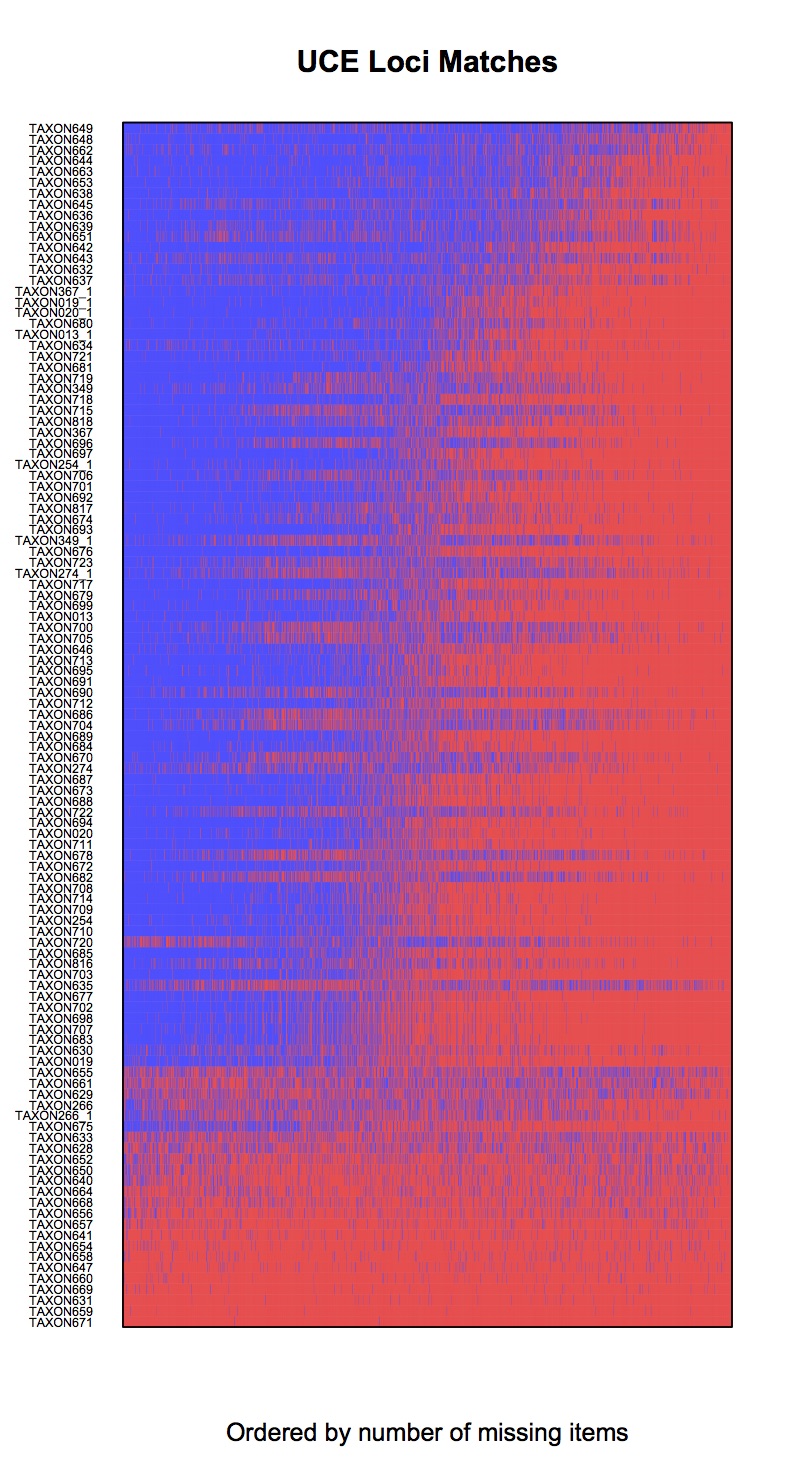 UCE Loci Matches
TAXON649
TAXON648
TAXON662
TAXON644
TAXON663
TAXON653
TAXON638
TAXON645
TAXON636
TAXON639
TAXON651
TAXON642
TAXON643
TAXON632
TAXON637
TAXON367_1
TAXON019_1
TAXON020_1
TAXON680
TAXON013_1
TAXON634
TAXON721
TAXON681
TAXON719
TAXON349
TAXON718
TAXON715
TAXON818
TAXON367
TAXON696
TAXON697
TAXON254_1
TAXON706
TAXON701
TAXON692
TAXON817
TAXON674
TAXON693
TAXON349_1
TAXON676
TAXON723
TAXON274_1
TAXON717
TAXON679
TAXON699
TAXON013
TAXON700
TAXON705
TAXON646
TAXON713
TAXON695
TAXON691
TAXON690
TAXON712
TAXON686
TAXON704
TAXON689
TAXON684
TAXON670
TAXON274
TAXON687
TAXON673
TAXON688
TAXON722
TAXON694
TAXON020
TAXON711
TAXON678
TAXON672
TAXON682
TAXON708
TAXON714
TAXON709
TAXON254
TAXON710
TAXON720
TAXON685
TAXON816
TAXON703
TAXON635
TAXON677
TAXON702
TAXON698
TAXON707
TAXON683
TAXON630
TAXON019
TAXON655
TAXON661
TAXON629
TAXON266
TAXON266_1
TAXON675
TAXON633
TAXON628
TAXON652
TAXON650
TAXON640
TAXON664
TAXON668
TAXON656
TAXON657
TAXON641
TAXON654
TAXON658
TAXON647
TAXON660
TAXON669
TAXON631
TAXON659
TAXON671
Ordered by number of missing items